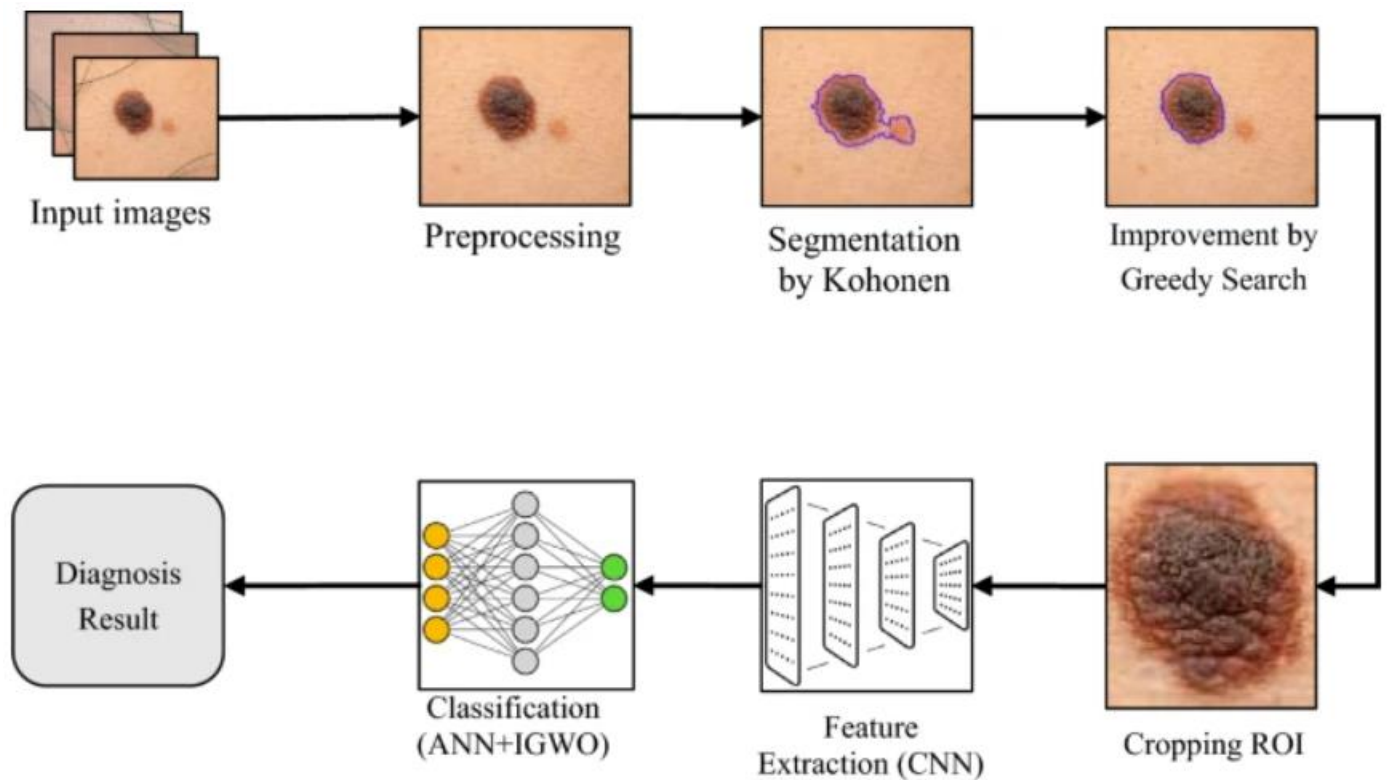 Input images
Preprocessing
Segmentation
by Kohonen
Improvement by
Greedy Search
Cropping ROI
Feature
Extraction (CNN)
Classification
(ANN+IGWO)
Diagnosis
Result